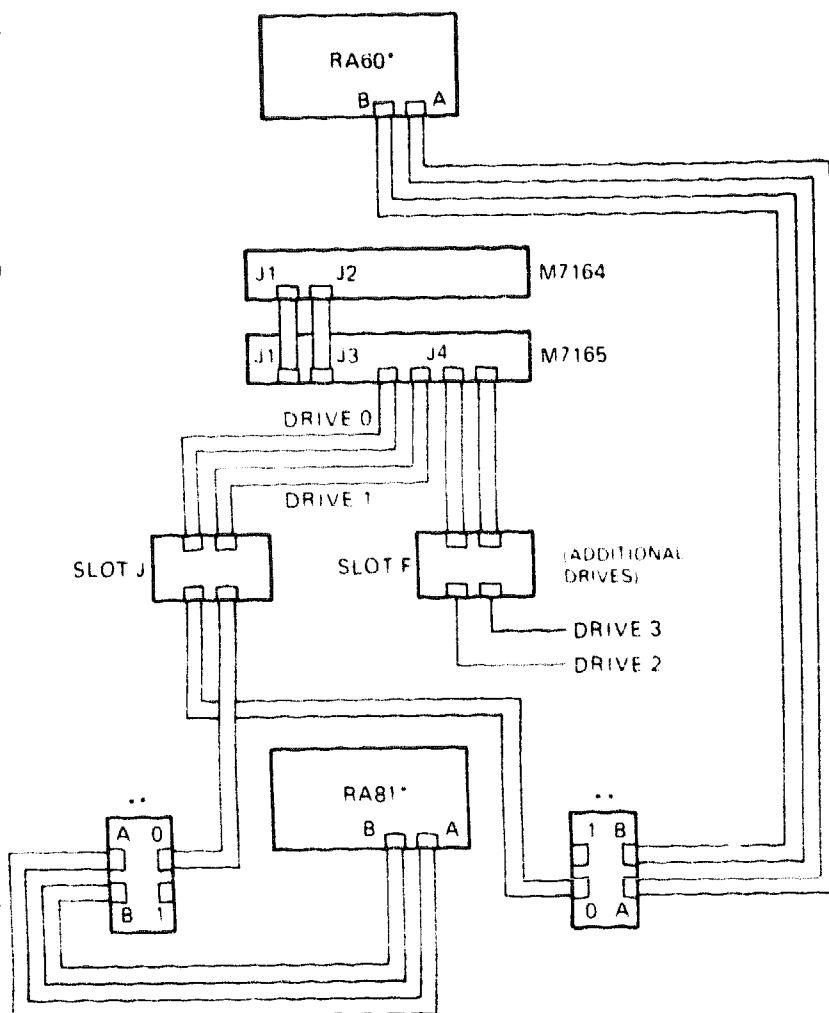 RA60*
B A
J1 J2 M7164
J1 J3 J4 M7165
DRIVE 0
DRIVE 1
SLOT J
SLOT F
(ADDITIONAL
DRIVES)
DRIVE 3
DRIVE 2
RA81*
B A
**
A 0
B 1
**
1 B
0 A